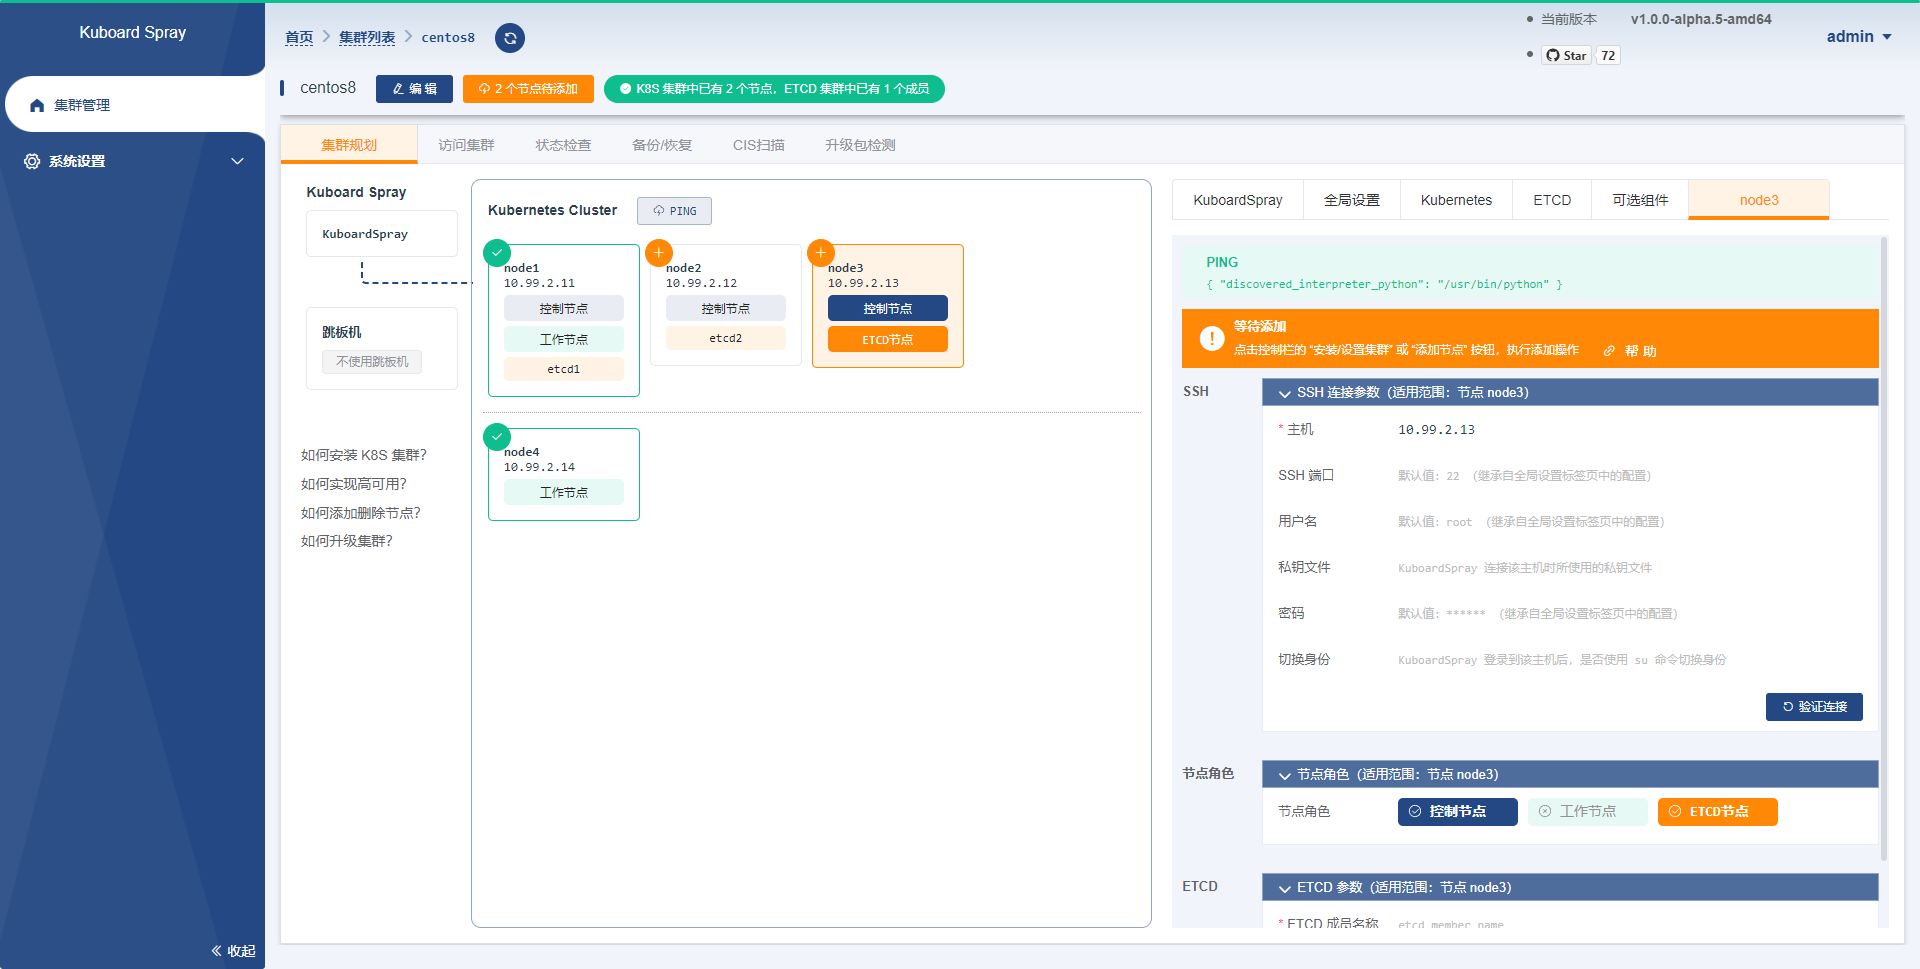 Kuboard Spray
集群管理
系统设置
收起
首页 集群列表 centos8
当前版本 v1.0.0-alpha.5-amd64
Star 72
admin
centos8 编 辑 2 个节点待添加 K8S 集群中已有 2 个节点，ETCD 集群中已有 1 个成员
集群规划 访问集群 状态检查 备份/恢复 CIS扫描 升级包检测
Kuboard Spray
KuboardSpray
跳板机
不使用跳板机
如何安装 K8S 集群？
如何实现高可用？
如何添加删除节点？
如何升级集群？
Kubernetes Cluster PING
node1
10.99.2.11
控制节点
工作节点
etcd1
node2
10.99.2.12
控制节点
etcd2
node3
10.99.2.13
控制节点
ETCD节点
node4
10.99.2.14
工作节点
KuboardSpray 全局设置 Kubernetes ETCD 可选组件 node3
PING
{ "discovered_interpreter_python": "/usr/bin/python" }
等待添加
点击控制栏的 “安装/设置集群” 或 “添加节点” 按钮，执行添加操作 帮 助
SSH SSH 连接参数（适用范围：节点 node3）
* 主机 10.99.2.13
SSH 端口 默认值: 22 （继承自全局设置标签页中的配置）
用户名 默认值: root （继承自全局设置标签页中的配置）
私钥文件 KuboardSpray 连接该主机时所使用的私钥文件
密码 默认值: ****** （继承自全局设置标签页中的配置）
切换身份 KuboardSpray 登录到该主机后，是否使用 su 命令切换身份
验证连接
节点角色 节点角色（适用范围：节点 node3）
节点角色 控制节点 工作节点 ETCD节点
ETCD ETCD 参数（适用范围：节点 node3）
* ETCD 成员名称 etcd member name